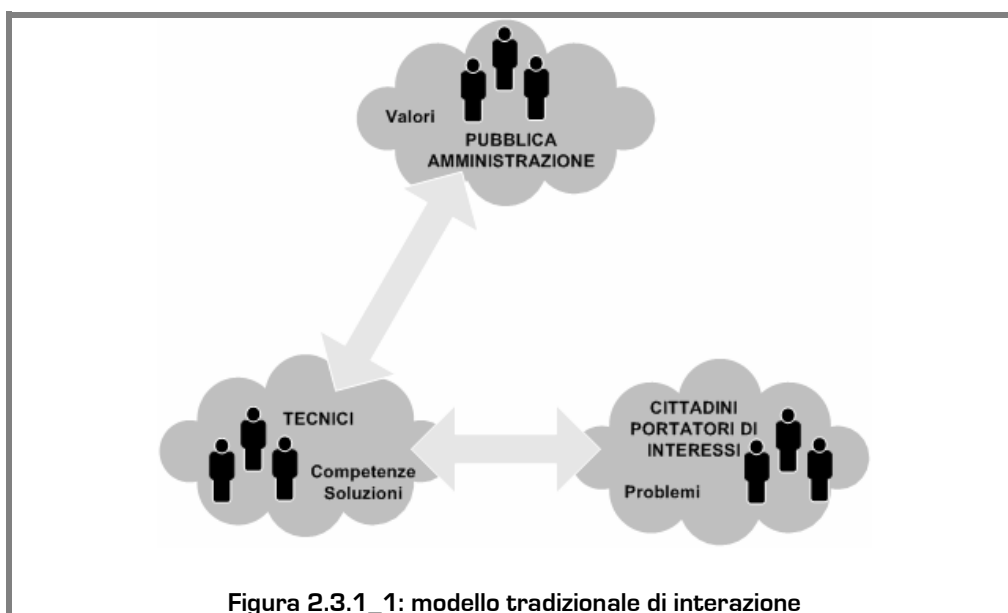 Valori
PUBBLICA
AMMINISTRAZIONE
TECNICI
Competenze
Soluzioni
CITTADINI
PORTATORI DI
INTERESSI
Problemi
Figura 2.3.1_1: modello tradizionale di interazione